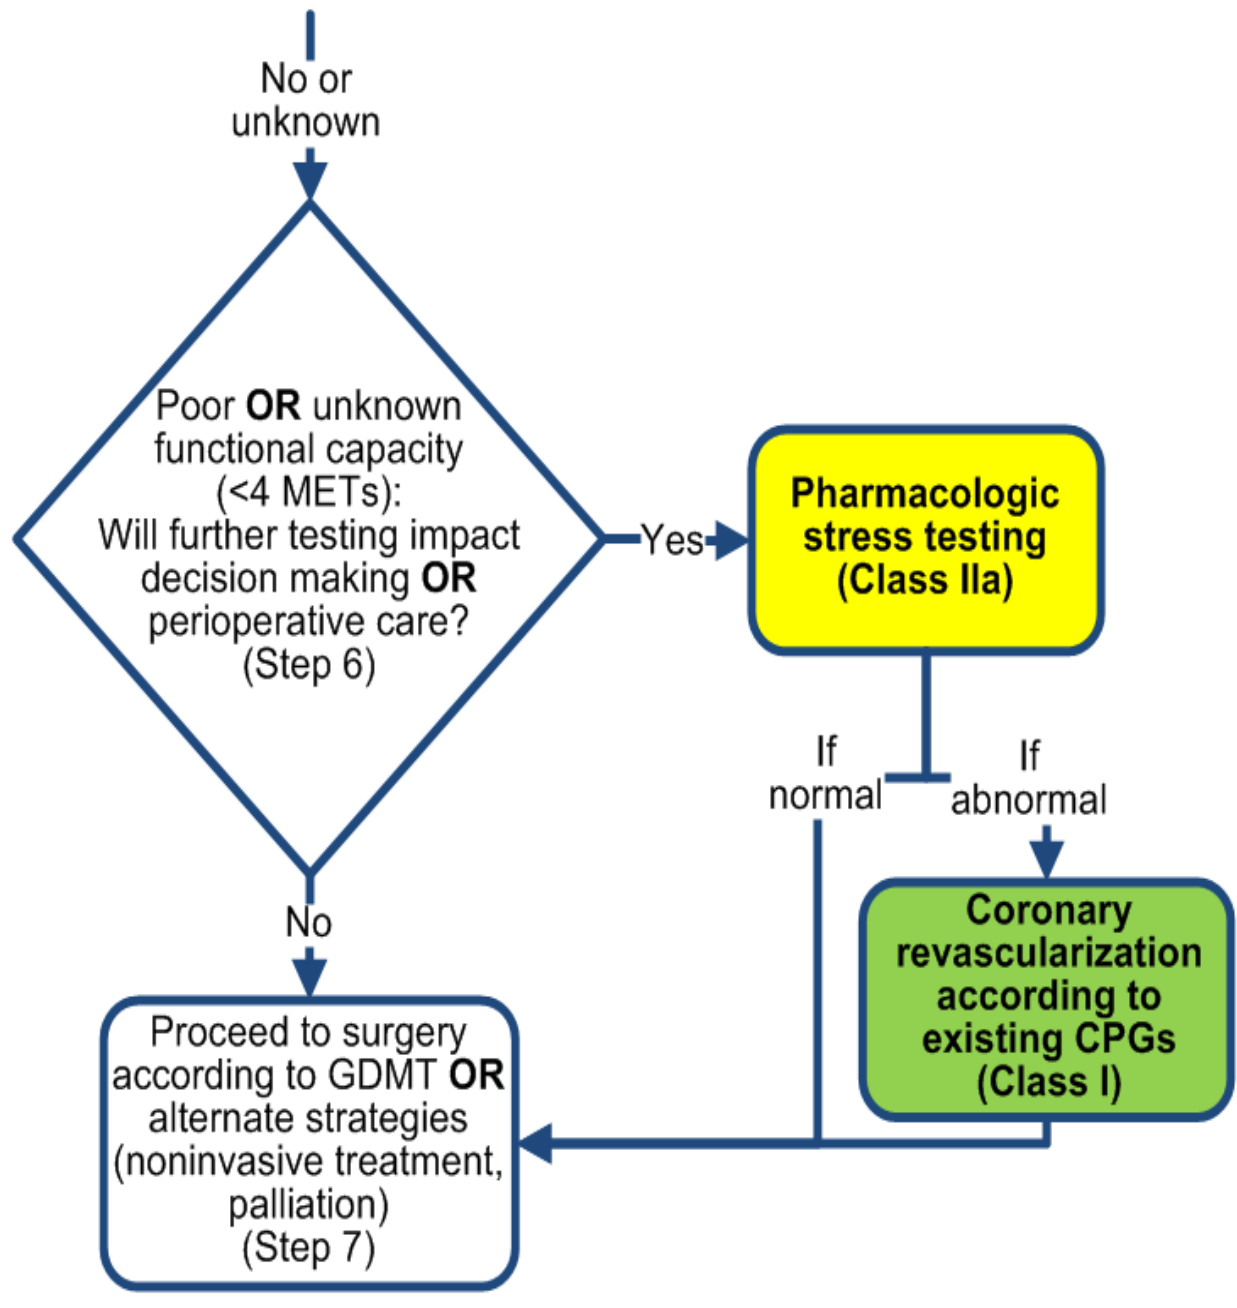 No or
unknown
Poor OR unknown
functional capacity
(<4 METs):
Will further testing impact
decision making OR
perioperative care?
(Step 6)
Yes
Pharmacologic
stress testing
(Class IIa)
If
normal
If
abnormal
Coronary
revascularization
according to
existing CPGs
(Class I)
No
Proceed to surgery
according to GDMT OR
alternate strategies
(noninvasive treatment,
palliation)
(Step 7)